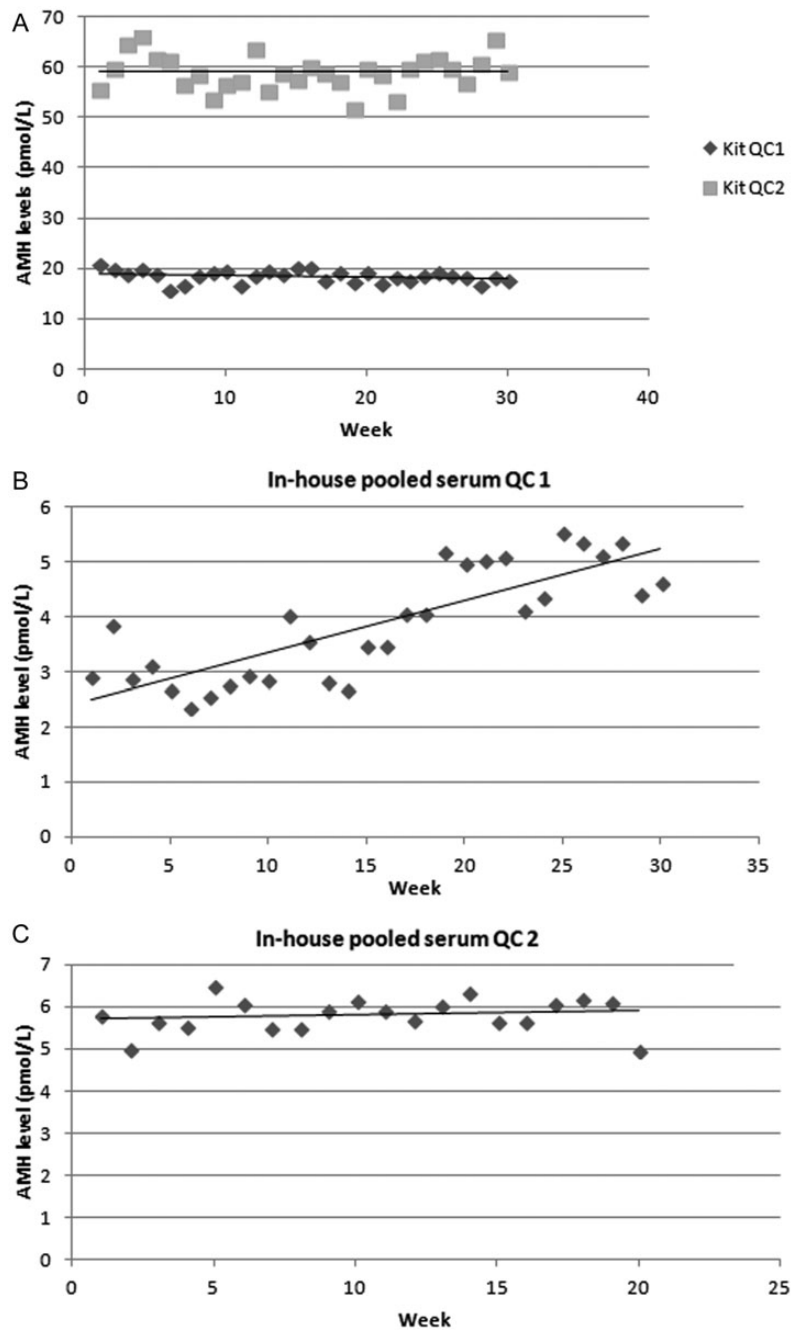 A
70
60
50
40
30
20
10
0
AMH levels (pmol/L)
0 10 20 30 40
Week
Kit QC1
Kit QC2
B
In-house pooled serum QC 1
6
5
4
3
2
1
0
AMH level (pmol/L)
0 5 10 15 20 25 30 35
Week
C
In-house pooled serum QC 2
7
6
5
4
3
2
1
0
AMH level (pmol/L)
0 5 10 15 20 25
Week